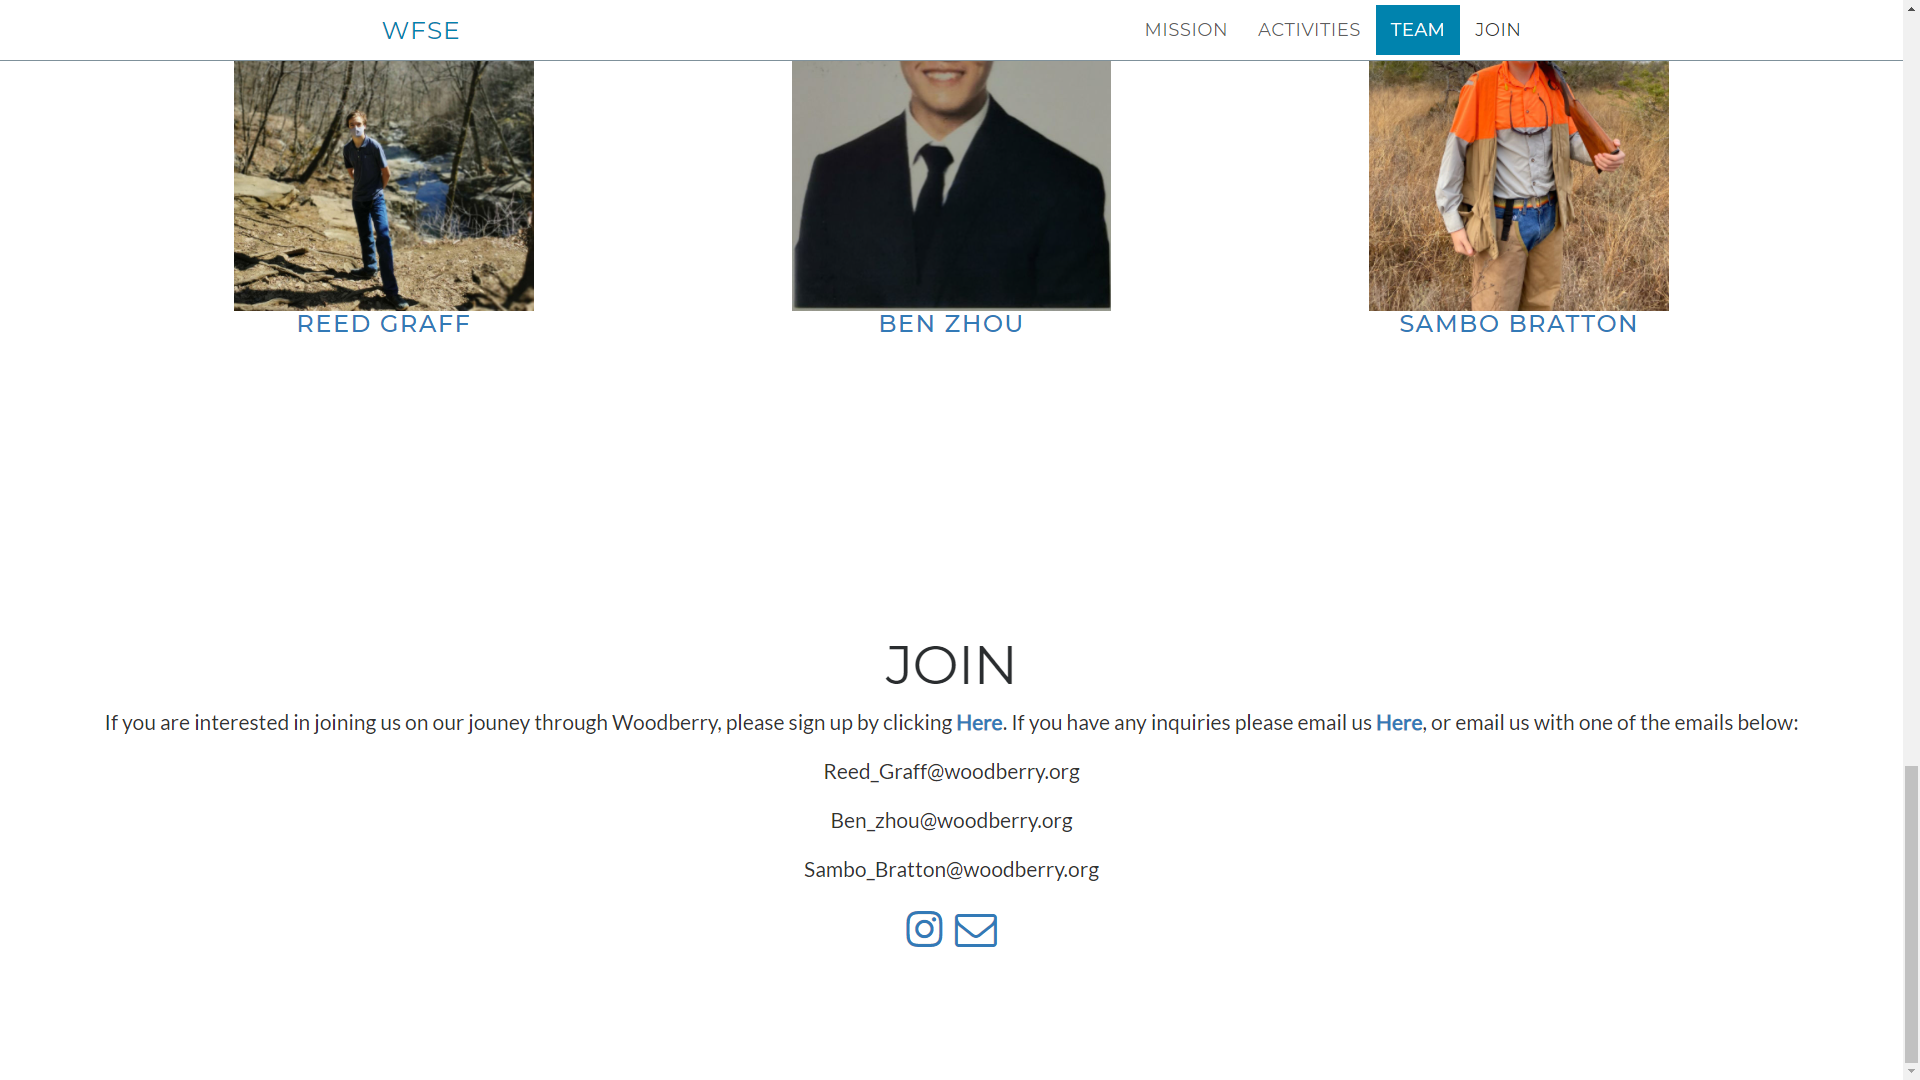 WFSE
MISSION ACTIVITIES TEAM JOIN
REED GRAFF
BEN ZHOU
SAMBO BRATTON
JOIN
If you are interested in joining us on our jouney through Woodberry, please sign up by clicking Here. If you have any inquiries please email us Here, or email us with one of the emails below:
Reed_Graff@woodberry.org
Ben_zhou@woodberry.org
Sambo_Bratton@woodberry.org